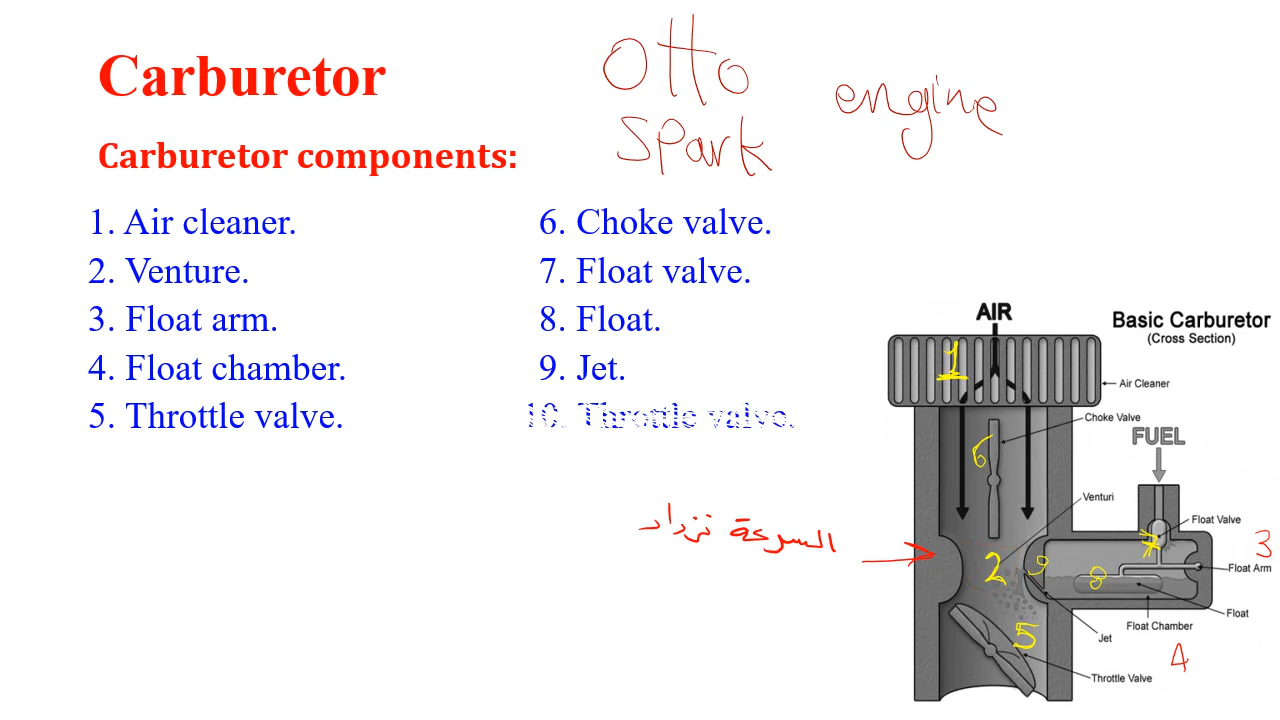 Carburetor
Otto
Spark
engine
Carburetor components:
1. Air cleaner.
2. Venture.
3. Float arm.
4. Float chamber.
5. Throttle valve.
6. Choke valve.
7. Float valve.
8. Float.
9. Jet.
10. Throttle valve.
السرعة تزداد
AIR
Basic Carburetor
(Cross Section)
1
Air Cleaner
Choke Valve
FUEL
6
Venturi
Float Valve
7
3
2
9
8
Float Arm
Float
Float Chamber
5
Jet
4
Throttle Valve